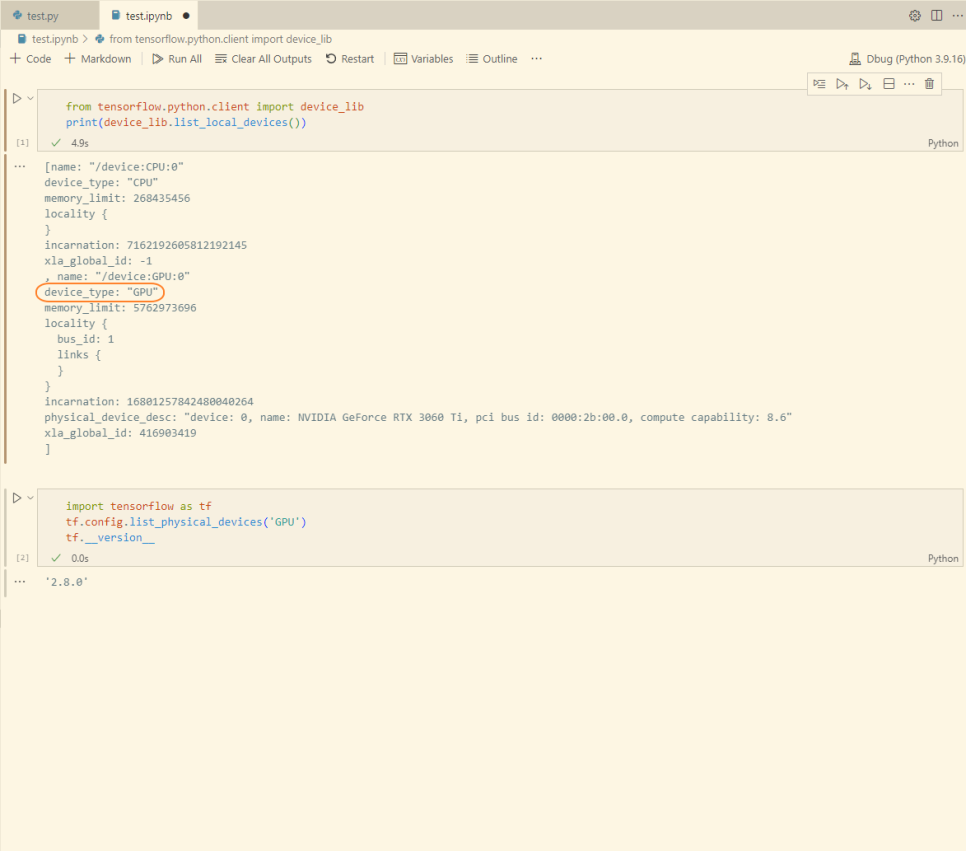 test.py
test.ipynb
test.ipynb > from tensorflow.python.client import device_lib
+ Code + Markdown Run All Clear All Outputs Restart Variables Outline ... Dbug (Python 3.9.16)
from tensorflow.python.client import device_lib
print(device_lib.list_local_devices())
[1] 4.9s Python
[name: "/device:CPU:0"
device_type: "CPU"
memory_limit: 268435456
locality {
}
incarnation: 7162192605812192145
xla_global_id: -1
, name: "/device:GPU:0"
device_type: "GPU"
memory_limit: 5762973696
locality {
bus_id: 1
links {
}
}
incarnation: 16801257842480040264
physical_device_desc: "device: 0, name: NVIDIA GeForce RTX 3060 Ti, pci bus id: 0000:2b:00.0, compute capability: 8.6"
xla_global_id: 416903419
]
import tensorflow as tf
tf.config.list_physical_devices('GPU')
tf.__version__
[2] 0.0s Python
'2.8.0'